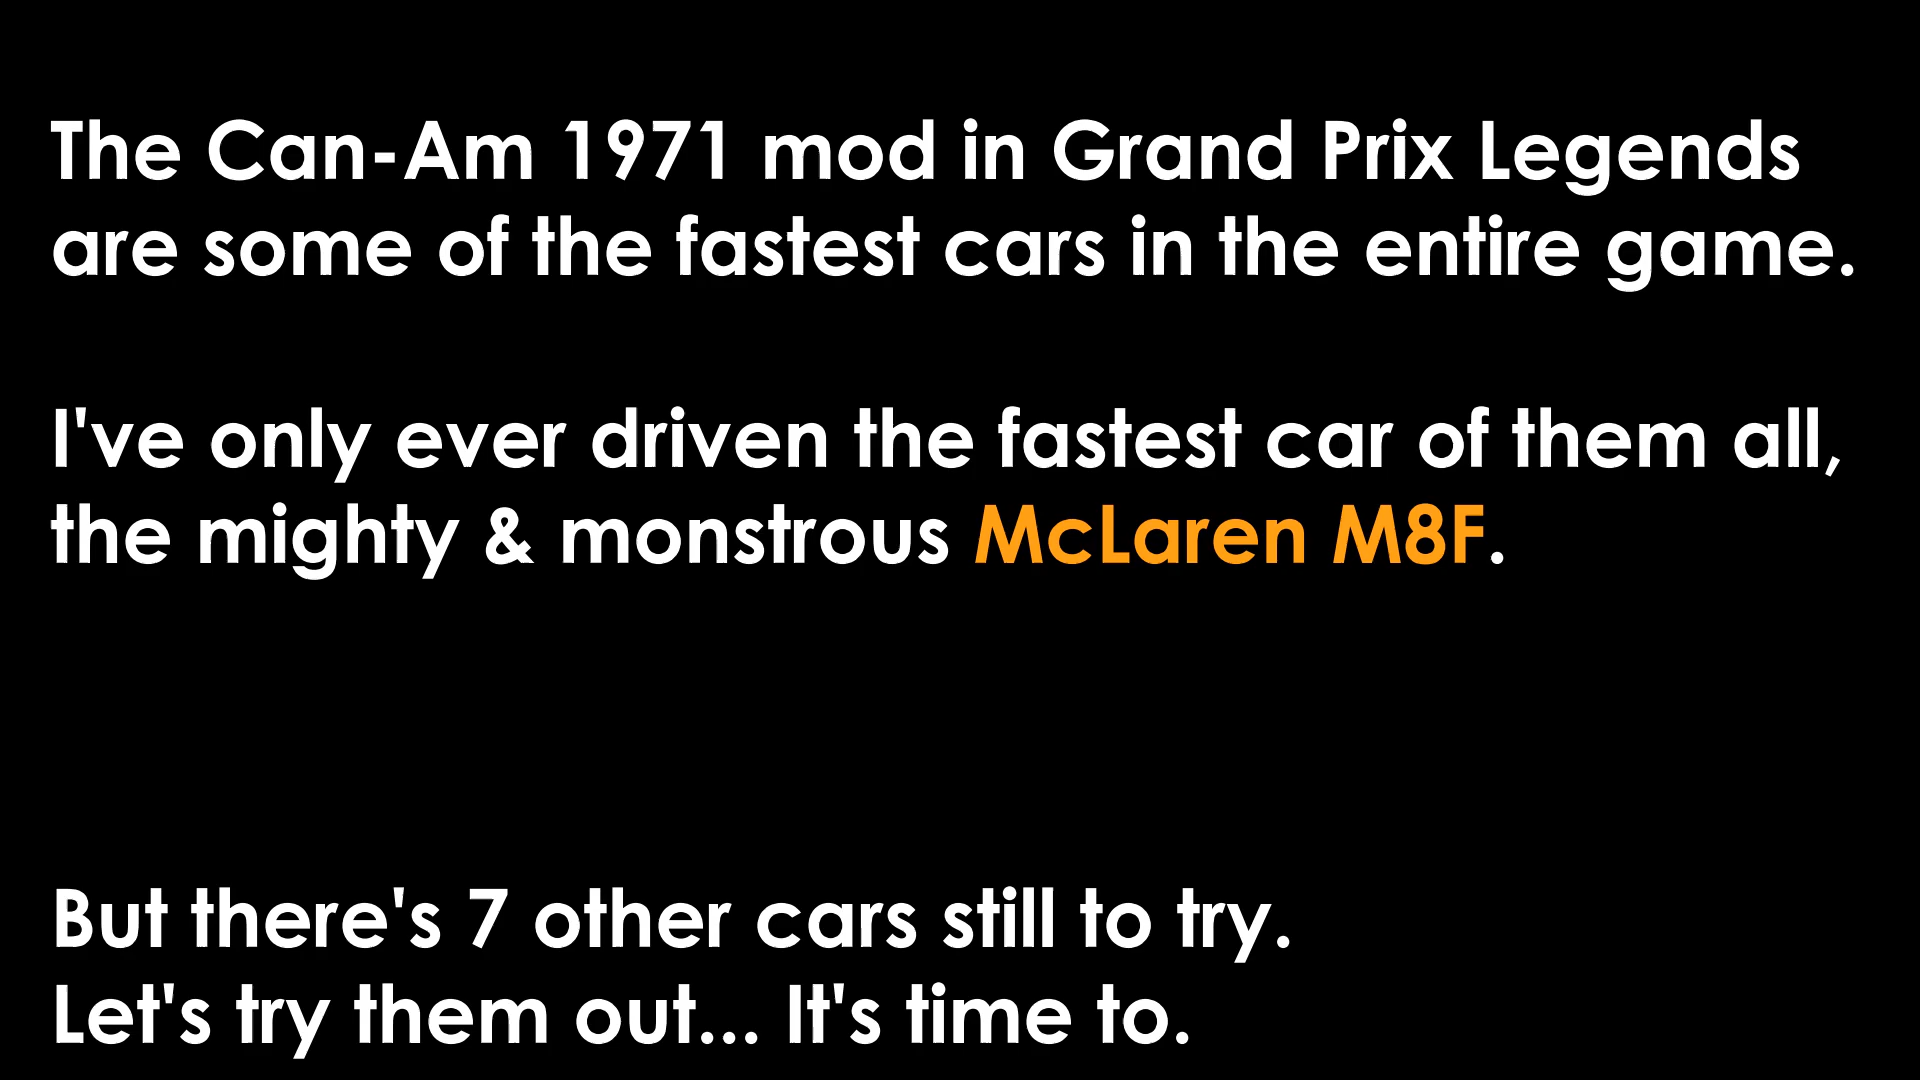 The Can-Am 1971 mod in Grand Prix Legends
are some of the fastest cars in the entire game.
I've only ever driven the fastest car of them all,
the mighty & monstrous McLaren M8F.
But there's 7 other cars still to try.
Let's try them out... It's time to.